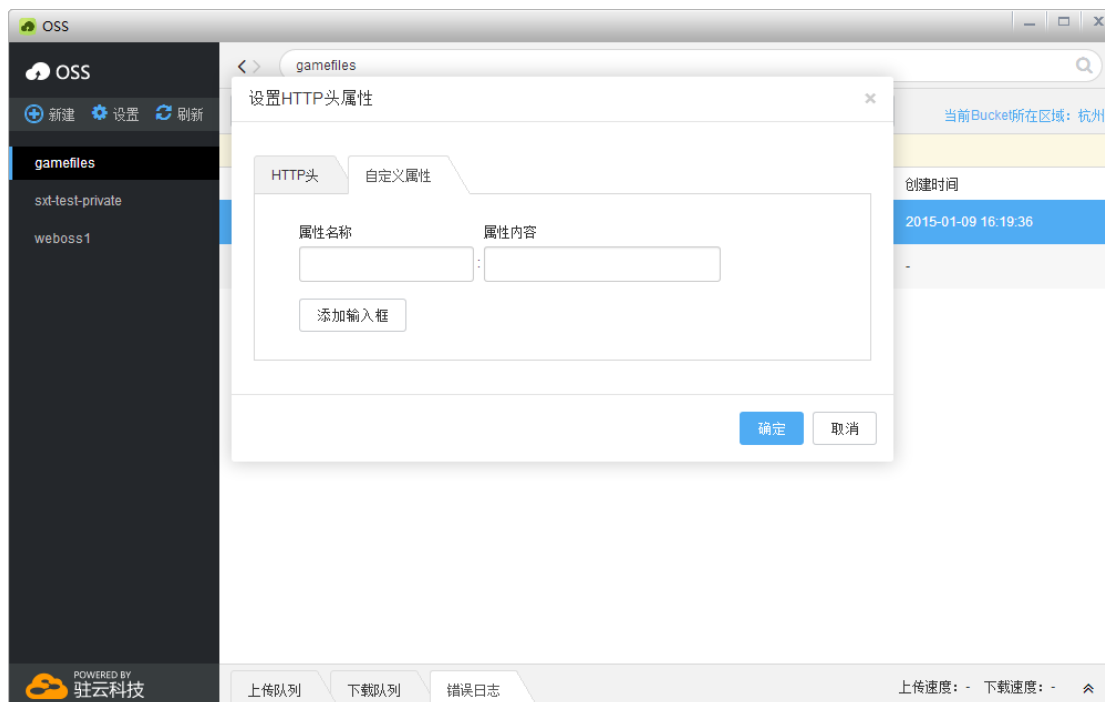 OSS
OSS
gamefiles
新建 设置 刷新
设置HTTP头属性
当前Bucket所在区域：杭州
gamefiles
sxt-test-private
weboss1
HTTP头 自定义属性
创建时间
2015-01-09 16:19:36
-
属性名称 属性内容
:
添加输入框
确定 取消
POWERED BY
驻云科技
上传队列 下载队列 错误日志 上传速度：- 下载速度：-